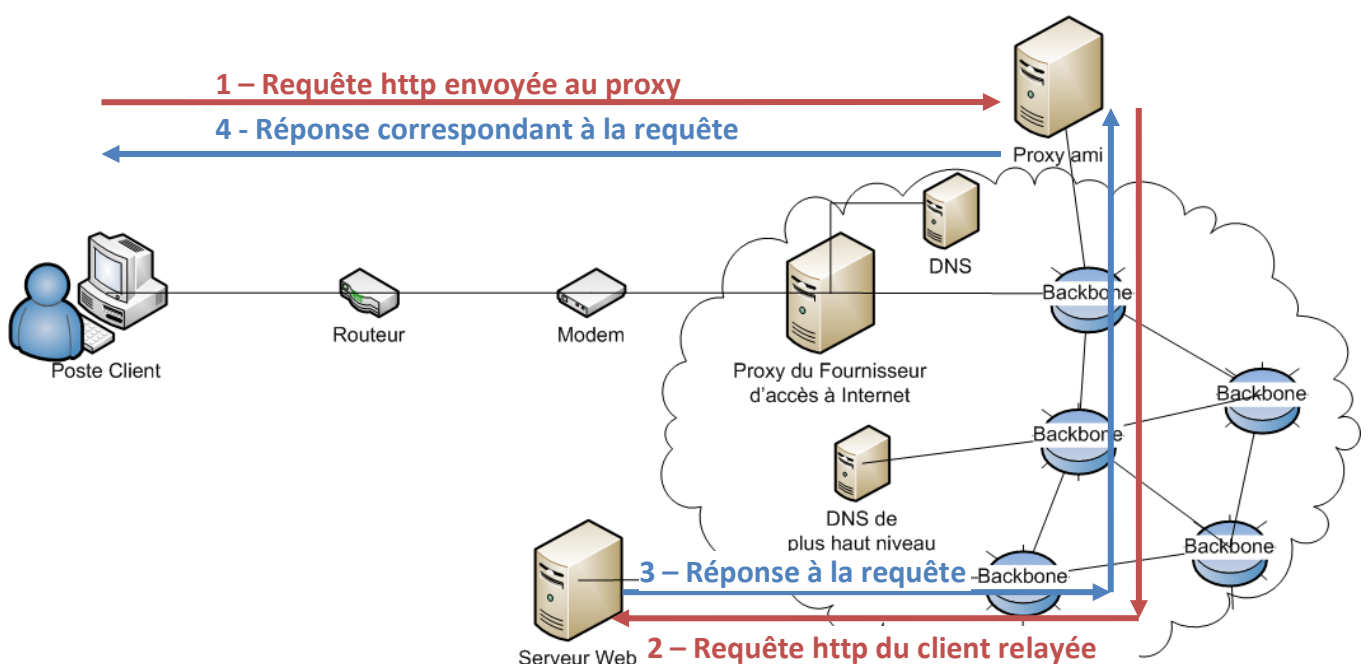 1 – Requête http envoyée au proxy
4 - Réponse correspondant à la requête
Proxy ami
DNS
Backbone
Routeur
Modem
Poste Client
Proxy du Fournisseur
d'accès à Internet
Backbone
Backbone
DNS de
plus haut niveau
Backbone
3 – Réponse à la requête
Backbone
Serveur Web
2 – Requête http du client relayée